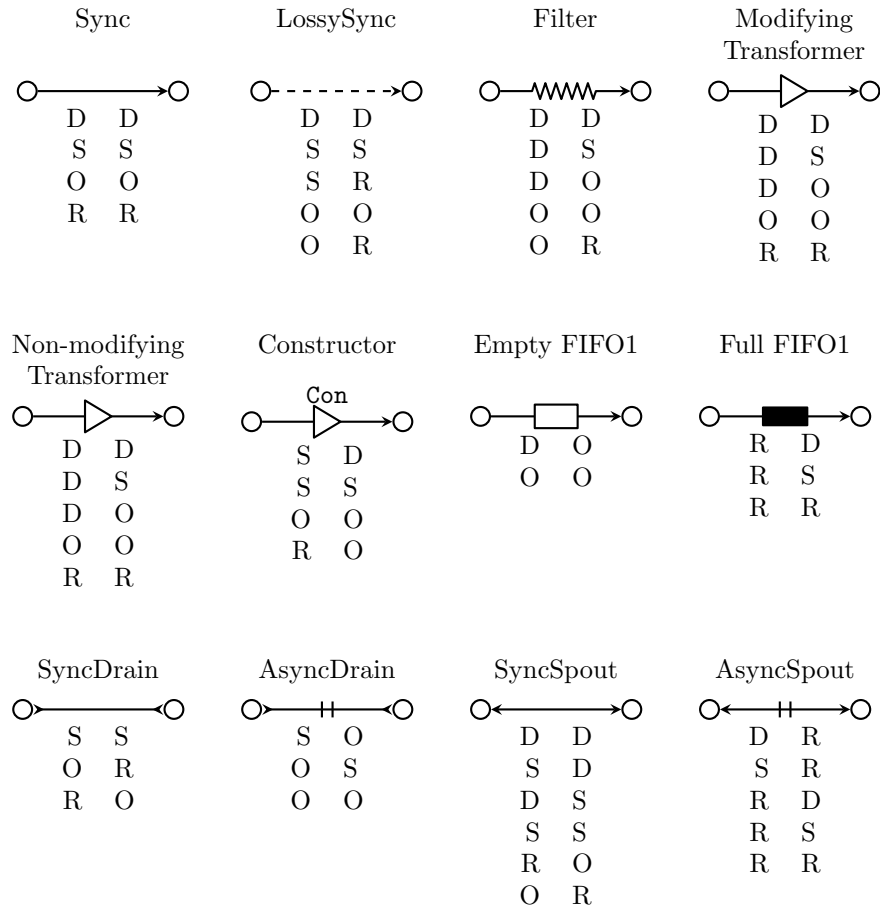 Sync LossySync Filter Modifying
Transformer
D D D D D D D D
S S S S D S D S
O O S R D O D O
R R O O O O O O
O R O R R R
Non-modifying Constructor Empty FIFO1 Full FIFO1
Transformer
Con
D D S D D O R D
D S S S O O R S
D O O O R R
O O R O
R R
SyncDrain AsyncDrain SyncSpout AsyncSpout
S S S O D D D R
O R O S S D S R
R O O O D S R D
S S R S
R O R R
O R